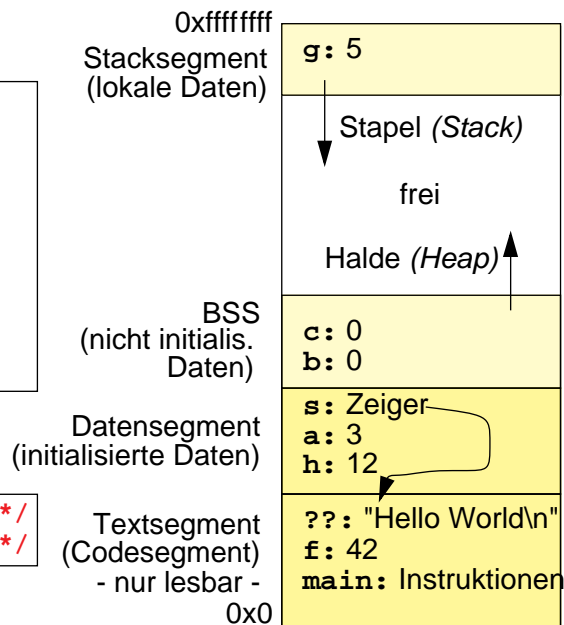 0xffffffff
Stacksegment
(lokale Daten)
g: 5
Stapel (Stack)
frei
Halde (Heap)
BSS
(nicht initialis.
Daten)
c: 0
b: 0
Datensegment
(initialisierte Daten)
s: Zeiger
a: 3
h: 12
*/
*/
Textsegment
(Codesegment)
- nur lesbar -
0x0
??: "Hello World\n"
f: 42
main: Instruktionen